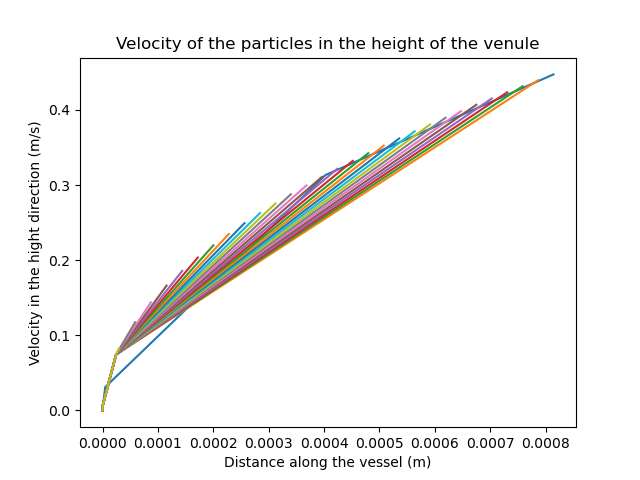 Velocity of the particles in the height of the venule
Velocity in the hight direction (m/s)
0.4
0.3
0.2
0.1
0.0
0.0000 0.0001 0.0002 0.0003 0.0004 0.0005 0.0006 0.0007 0.0008
Distance along the vessel (m)